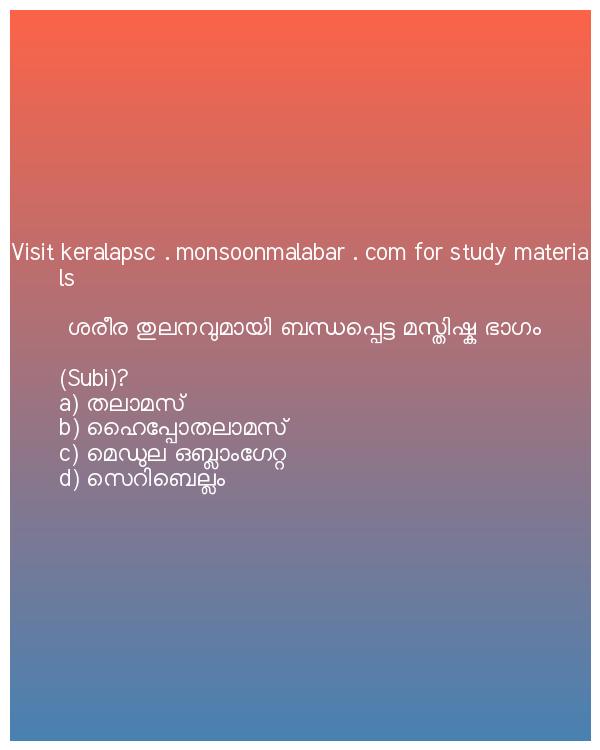 Visit keralapsc . monsoonmalabar . com for study materia
ls
ശരീര തുലനവുമായി ബന്ധപ്പെട്ട മസ്തിഷ്ക ഭാഗം
(Subi)?
a) തലാമസ്
b) ഹൈപ്പോതലാമസ്
c) മെഡുല ഒബ്ലാംഗേറ്റ
d) സെറിബെല്ലം